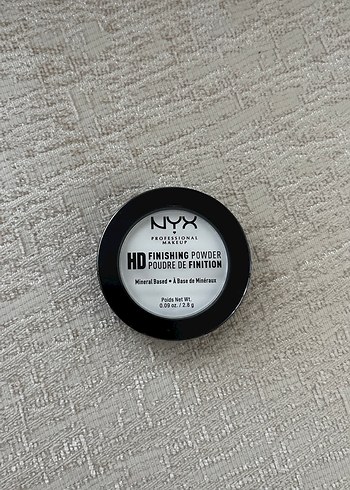 NYX
PROFESSIONAL
MAKEUP
HD FINISHING POWDER
POUDRE DE FINITION
Mineral Based • À Base de Minéraux
Poids Net Wt.
0.09 oz. / 2.8 g